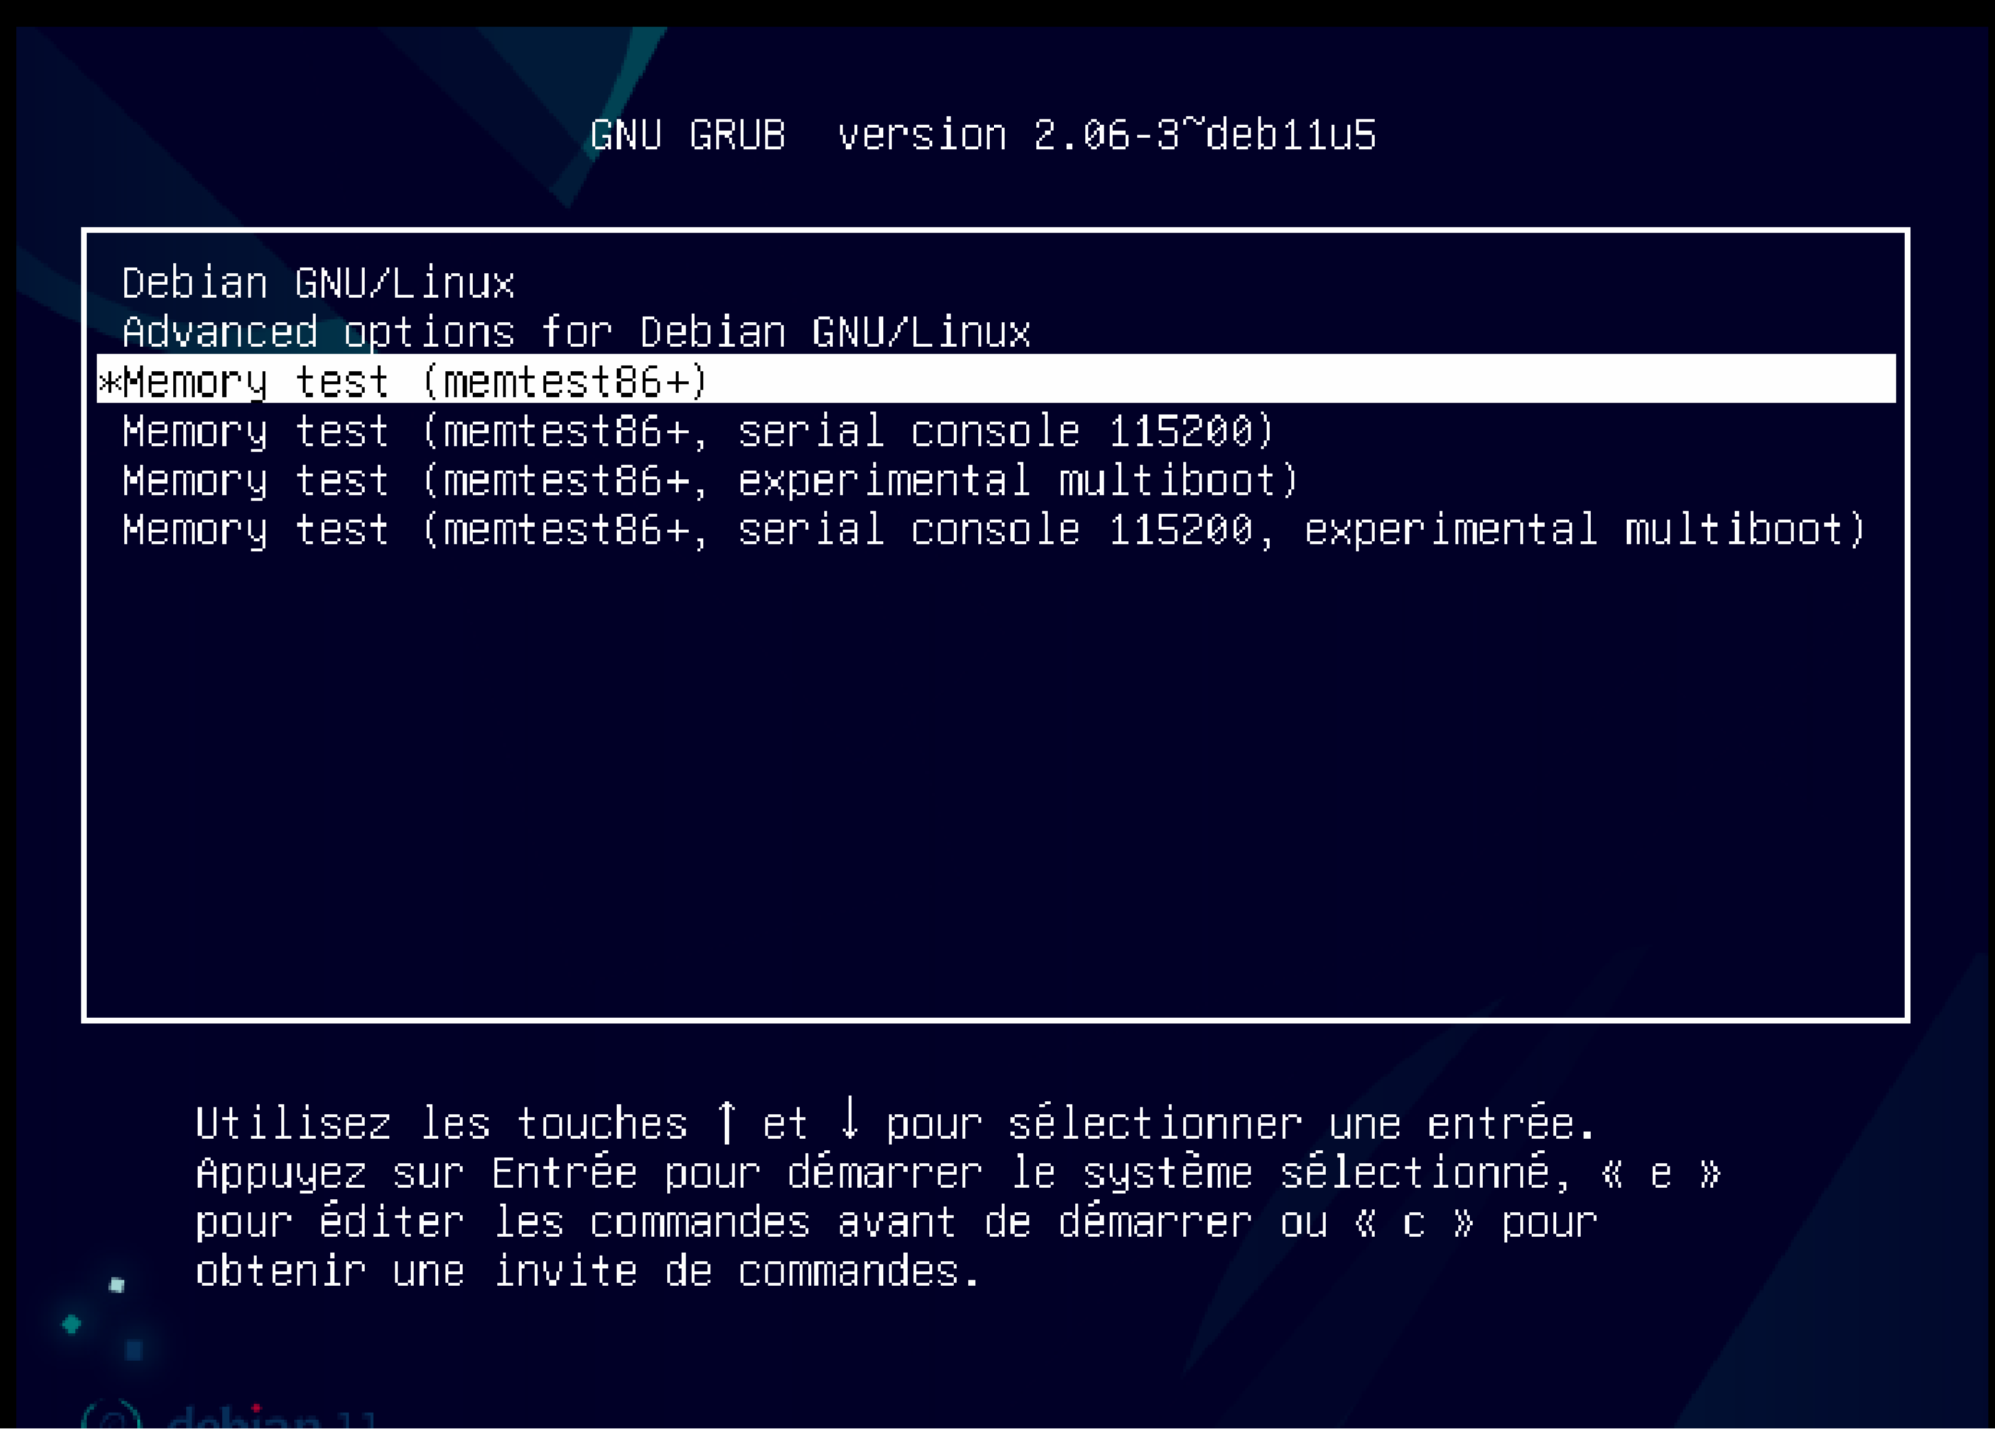 GNU GRUB  version 2.06-3~deb11u5
Debian GNU/Linux
Advanced options for Debian GNU/Linux
*Memory test (memtest86+)
Memory test (memtest86+, serial console 115200)
Memory test (memtest86+, experimental multiboot)
Memory test (memtest86+, serial console 115200, experimental multiboot)
Utilisez les touches ↑ et ↓ pour sélectionner une entrée.
Appuyez sur Entrée pour démarrer le système sélectionné, « e »
pour éditer les commandes avant de démarrer ou « c » pour
obtenir une invite de commandes.
debian 11